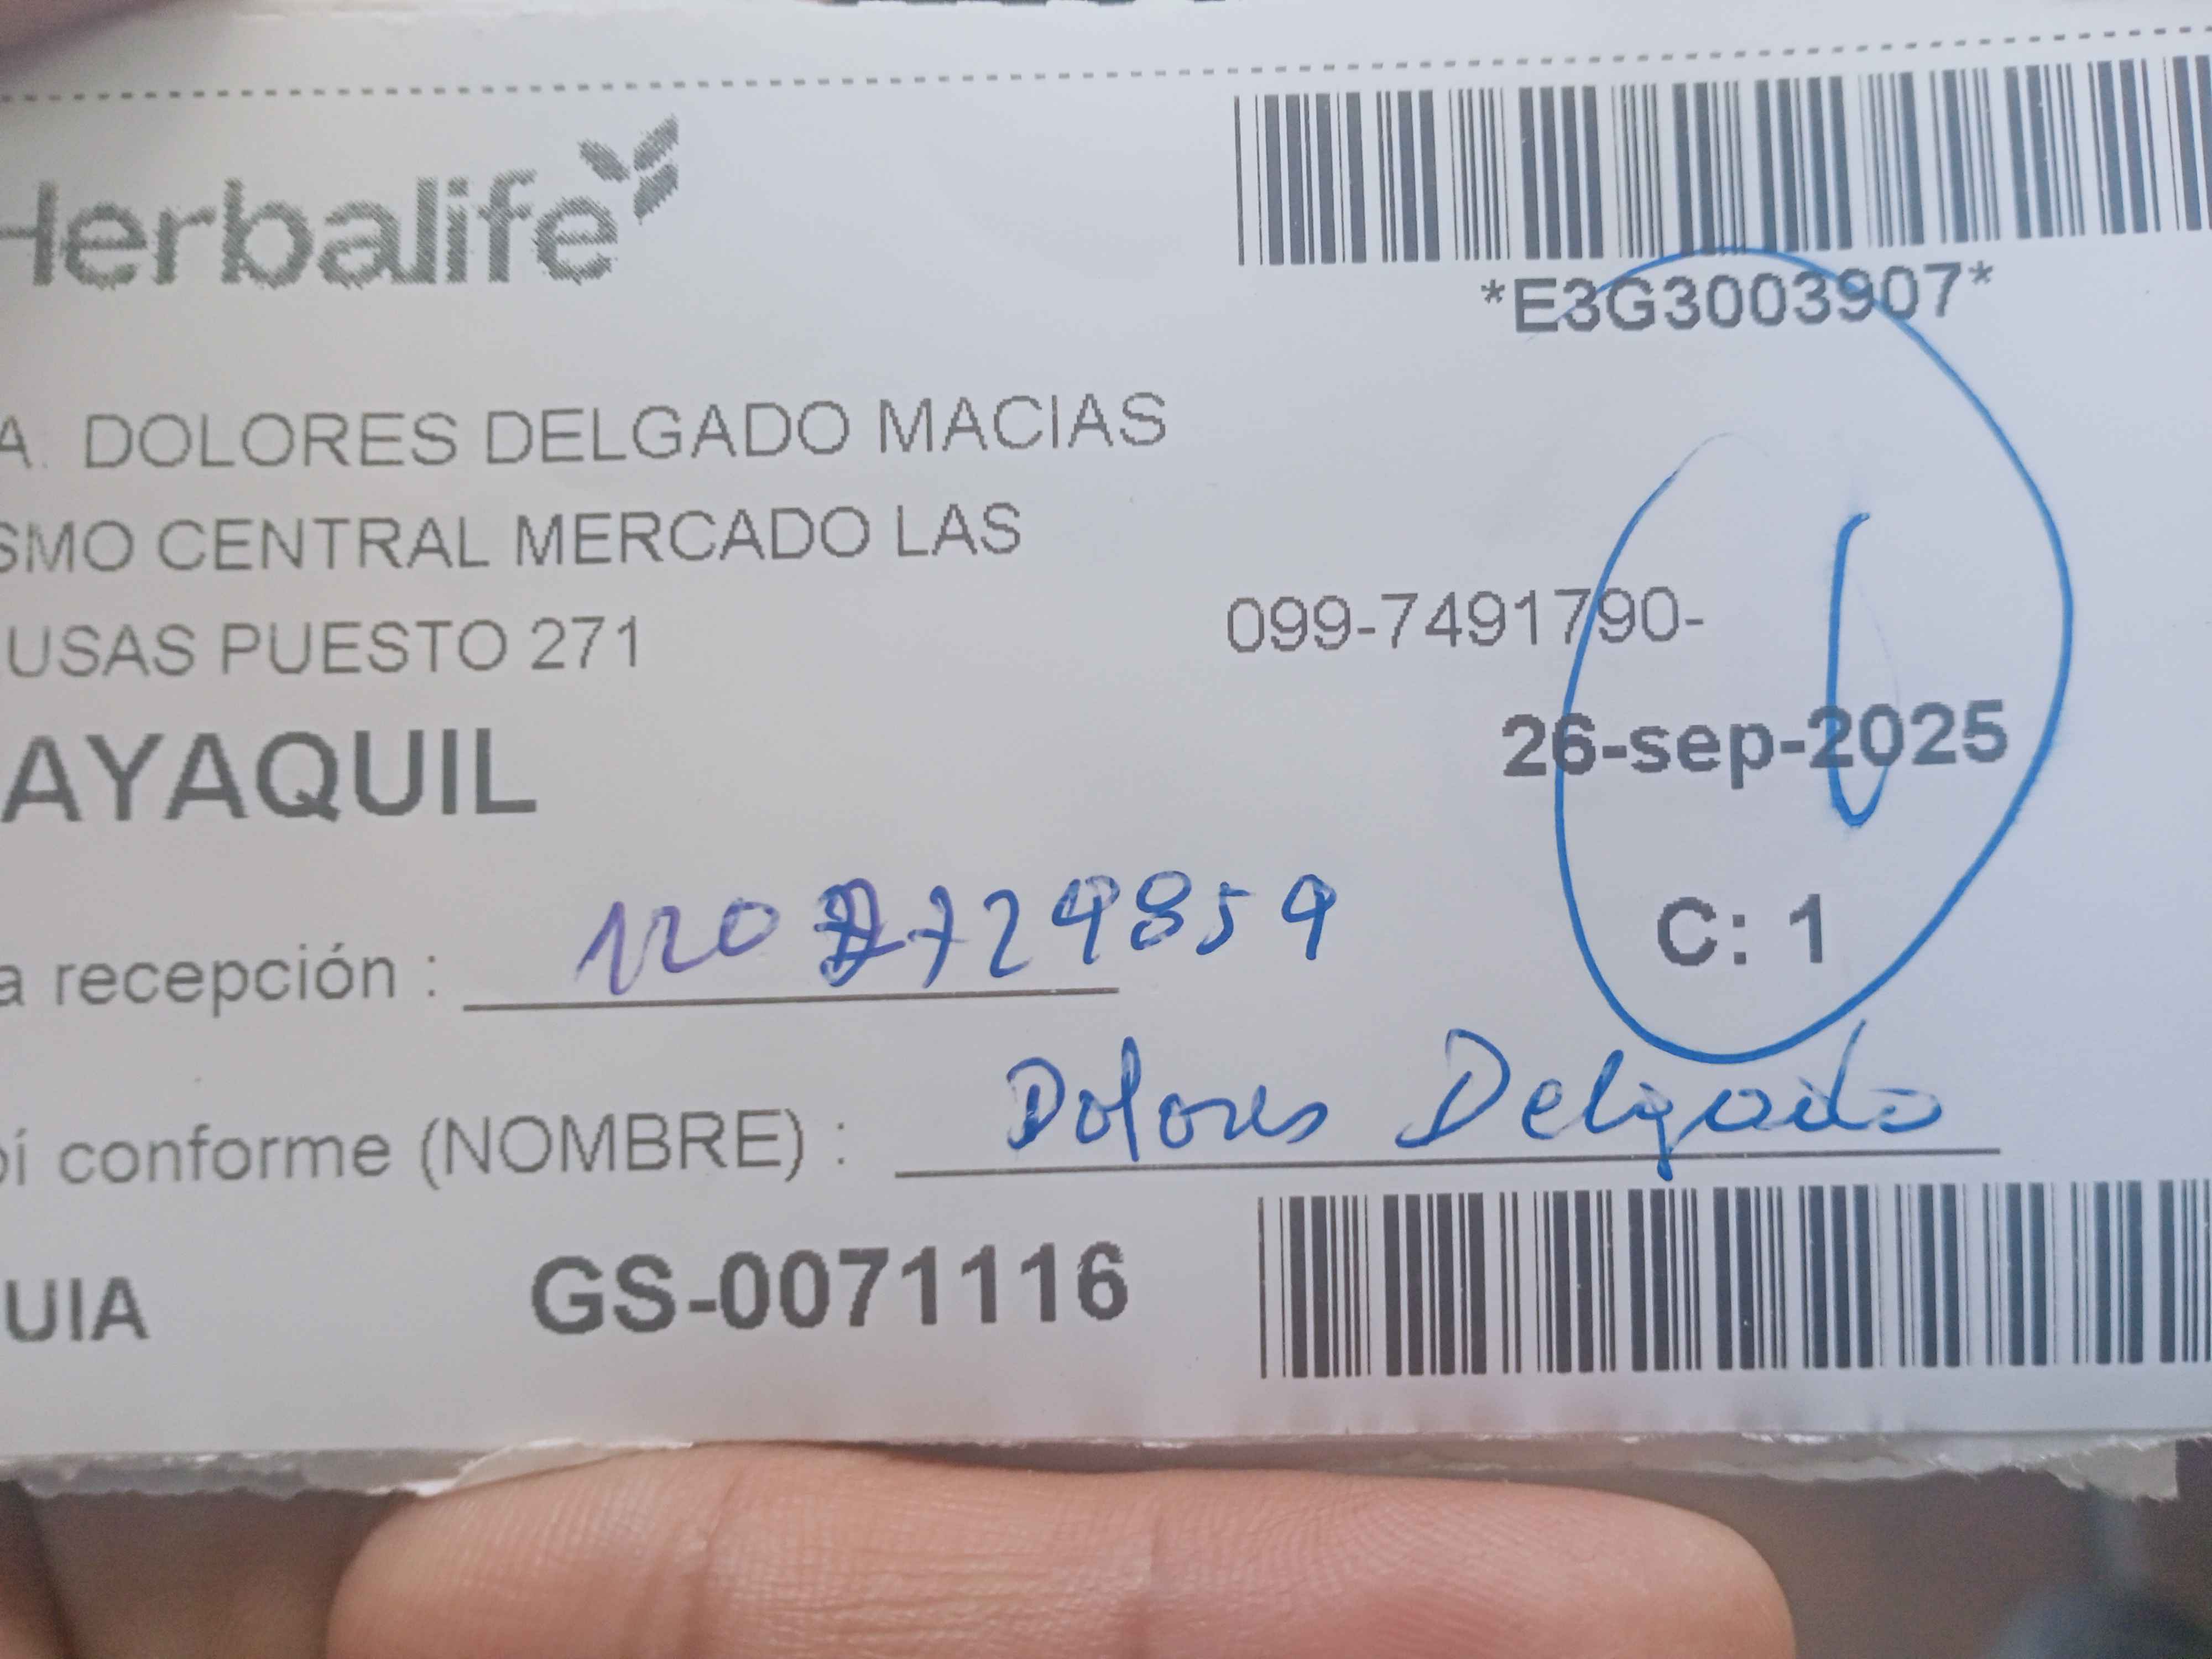 Herbalife
*E3G3003907*
A. DOLORES DELGADO MACIAS
SMO CENTRAL MERCADO LAS
USAS PUESTO 271
099-7491790-
AYAQUIL
26-sep-2025
C: 1
a recepción :
bí conforme (NOMBRE) : Dolores Delgado
UIA GS-0071116